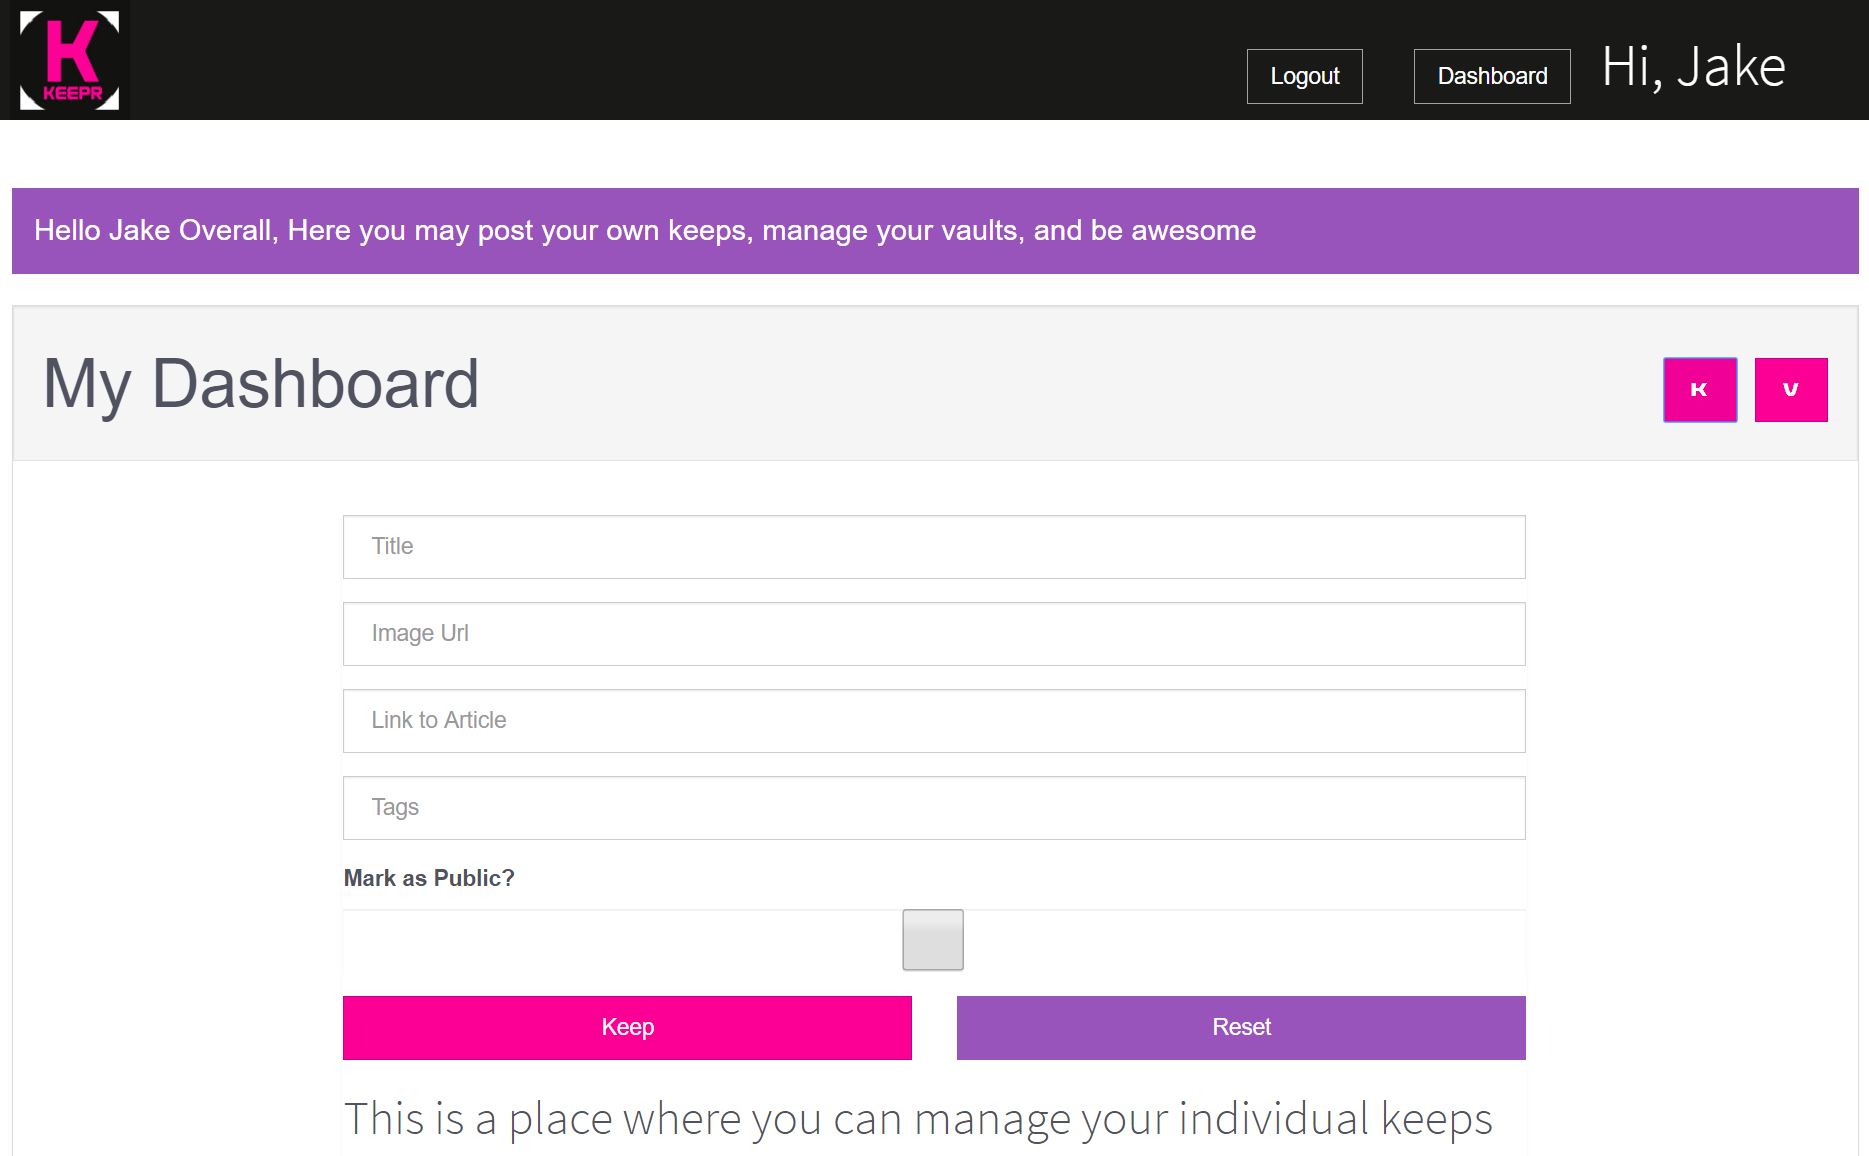 K
KEEPR
Logout
Dashboard
Hi, Jake
Hello Jake Overall, Here you may post your own keeps, manage your vaults, and be awesome
My Dashboard
K
V
Title
Image Url
Link to Article
Tags
Mark as Public?
Keep
Reset
This is a place where you can manage your individual keeps